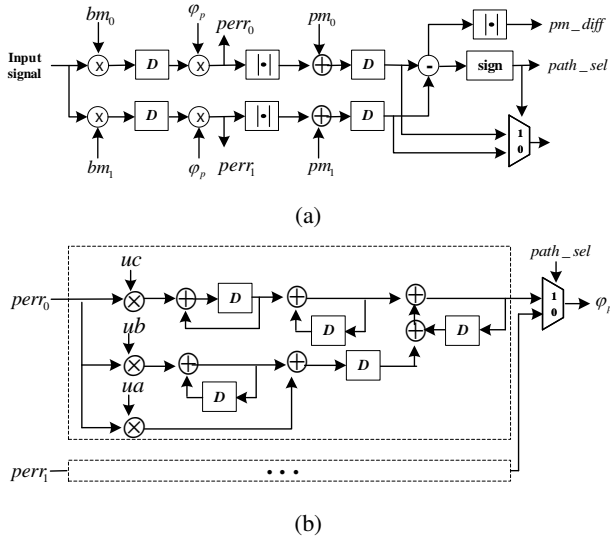 bm₀ φₚ perr₀ pm₀ |•| pm_diff
Input
signal
x D x |•| + D - sign path_sel
1
0
x D x |•| + D
bm₁ φₚ perr₁ pm₁
(a)
path_sel
uc
perr₀ × + D + + 1 φₚ
0
D + D
ub
× + + D
ua D
×
perr₁ • • •
(b)